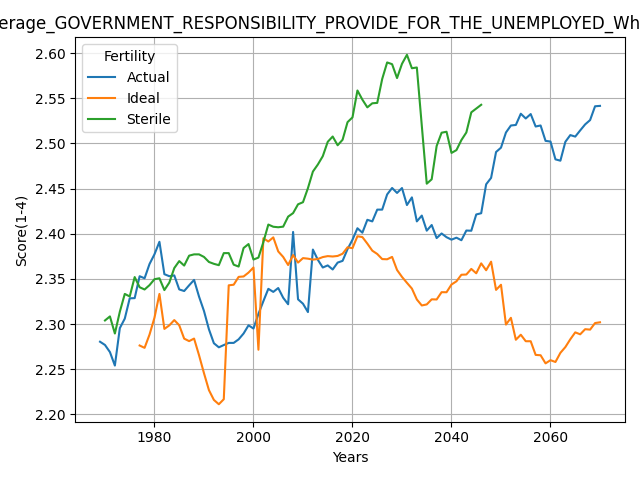 erage_GOVERNMENT_RESPONSIBILITY_PROVIDE_FOR_THE_UNEMPLOYED_Wh
Fertility
Actual
Ideal
Sterile
Score(1-4)
2.60
2.55
2.50
2.45
2.40
2.35
2.30
2.25
2.20
1980 2000 2020 2040 2060
Years